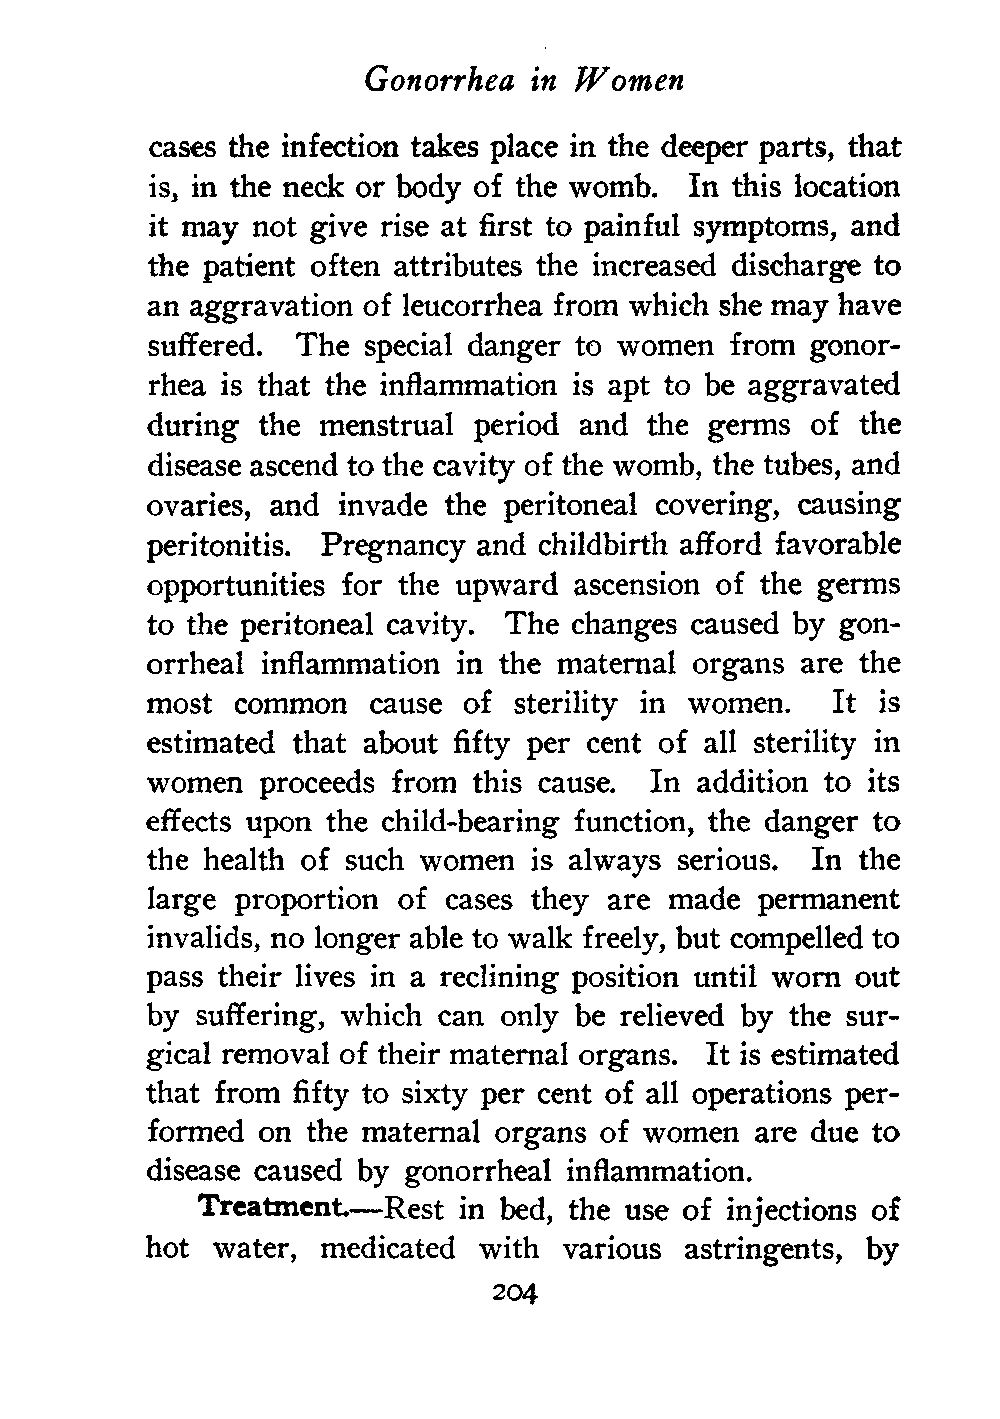 Gonorrhea in Women
cases the infection takes place in the deeper parts, that
is, in the neck or body of the womb. In this location
it may not give rise at first to painful symptoms, and
the patient often attributes the increased discharge to
an aggravation of leucorrhea from which she may have
suffered. The special danger to women from gonor-
rhea is that the inflammation is apt to be aggravated
during the menstrual period and the germs of the
disease ascend to the cavity of the womb, the tubes, and
ovaries, and invade the peritoneal covering, causing
peritonitis. Pregnancy and childbirth afford favorable
opportunities for the upward ascension of the germs
to the peritoneal cavity. The changes caused by gon-
orrheal inflammation in the maternal organs are the
most common cause of sterility in women. It is
estimated that about fifty per cent of all sterility in
women proceeds from this cause. In addition to its
effects upon the child-bearing function, the danger to
the health of such women is always serious. In the
large proportion of cases they are made permanent
invalids, no longer able to walk freely, but compelled to
pass their lives in a reclining position until worn out
by suffering, which can only be relieved by the sur-
gical removal of their maternal organs. It is estimated
that from fifty to sixty per cent of all operations per-
formed on the maternal organs of women are due to
disease caused by gonorrheal inflammation.
Treatment.—Rest in bed, the use of injections of
hot water, medicated with various astringents, by
204